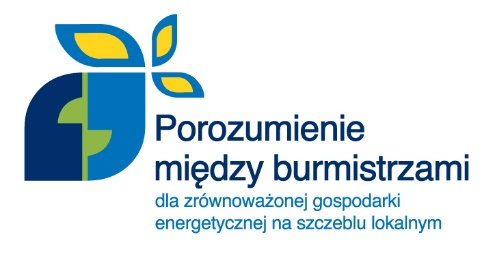 Porozumienie
między burmistrzami
dla zrównoważonej gospodarki
energetycznej na szczeblu lokalnym